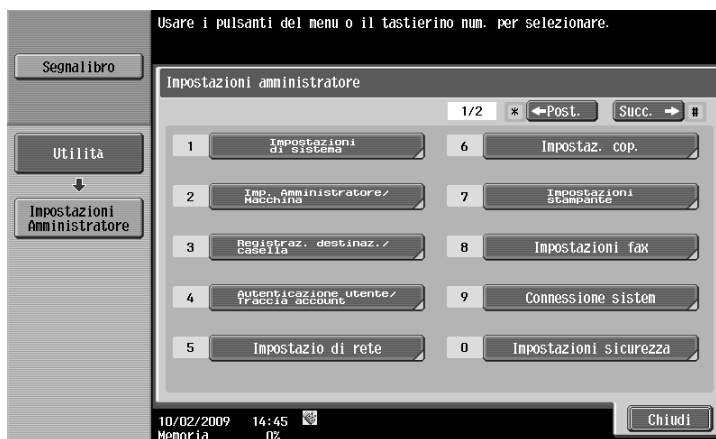 Usare i pulsanti del menu o il tastierino num. per selezionare.
Segnalibro
Impostazioni amministratore
1/2 * ←Post. Succ. → #
Utilità
Impostazioni
Amministratore
1 Impostazioni
di sistema
2 Imp. Amministratore/
Macchina
3 Registraz. destinaz./
casella
4 Autenticazione utente/
Traccia account
5 Impostazio di rete
6 Impostaz. cop.
7 Impostazioni
stampante
8 Impostazioni fax
9 Connessione sistem
0 Impostazioni sicurezza
10/02/2009 14:45
Memoria 0%
Chiudi